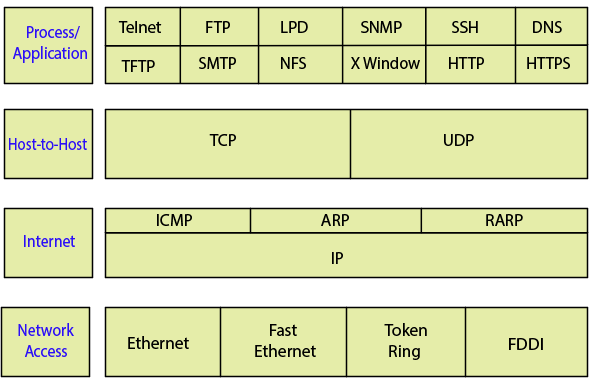 Process/
Application
Telnet FTP LPD SNMP SSH DNS
TFTP SMTP NFS X Window HTTP HTTPS
Host-to-Host
TCP UDP
Internet
ICMP ARP RARP
IP
Network
Access
Ethernet
Fast
Ethernet
Token
Ring
FDDI